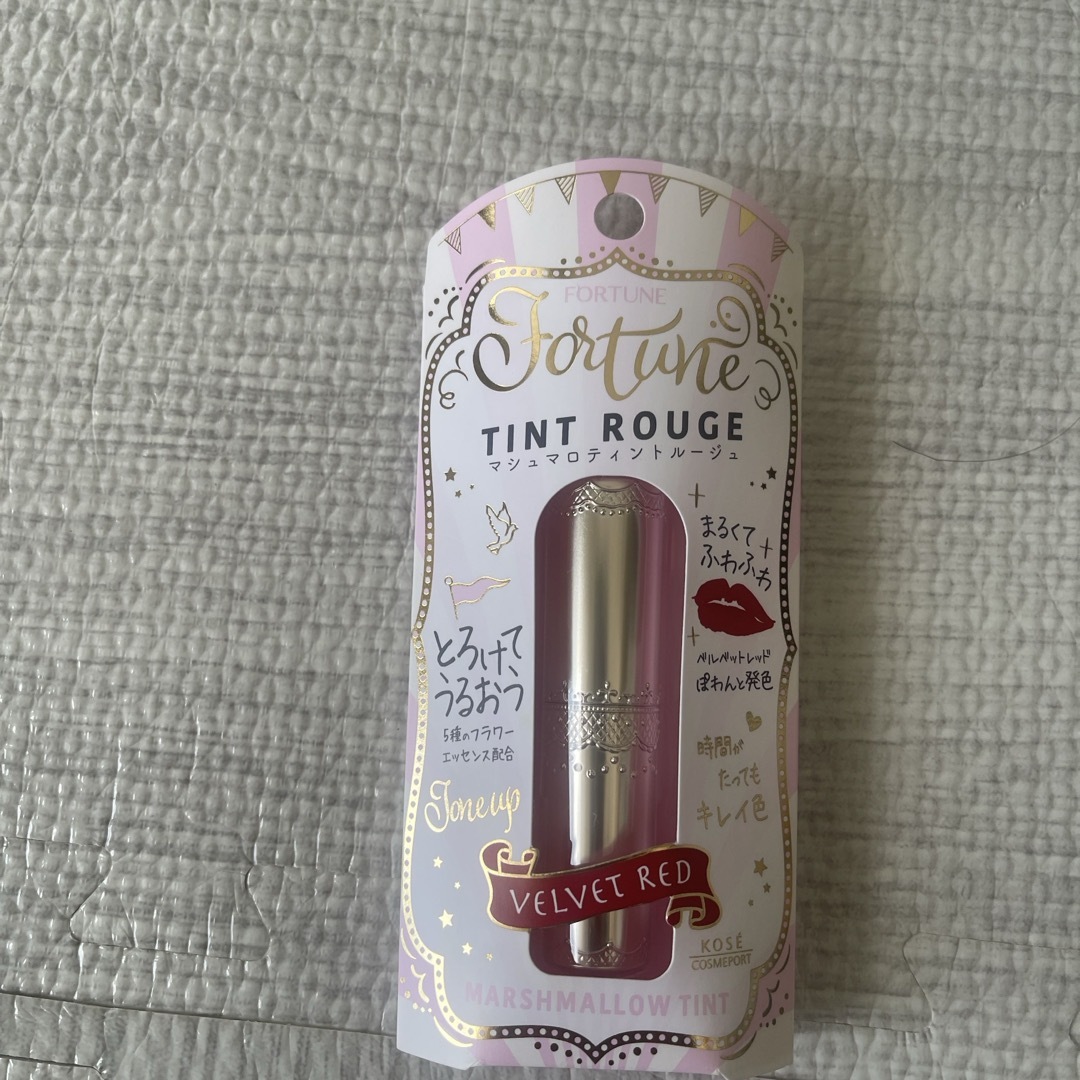 FORTUNE
Fortune
TINT ROUGE
マシュマロティントルージュ
まるくて
ふわふわ
ベルベットレッド
ぽわんと発色
とろけて、
うるおう
5種のフラワー
エッセンス配合
時間が
たっても
キレイ色
Tone up
VELVET RED
KOSÉ
COSMEPORT
MARSHMALLOW TINT